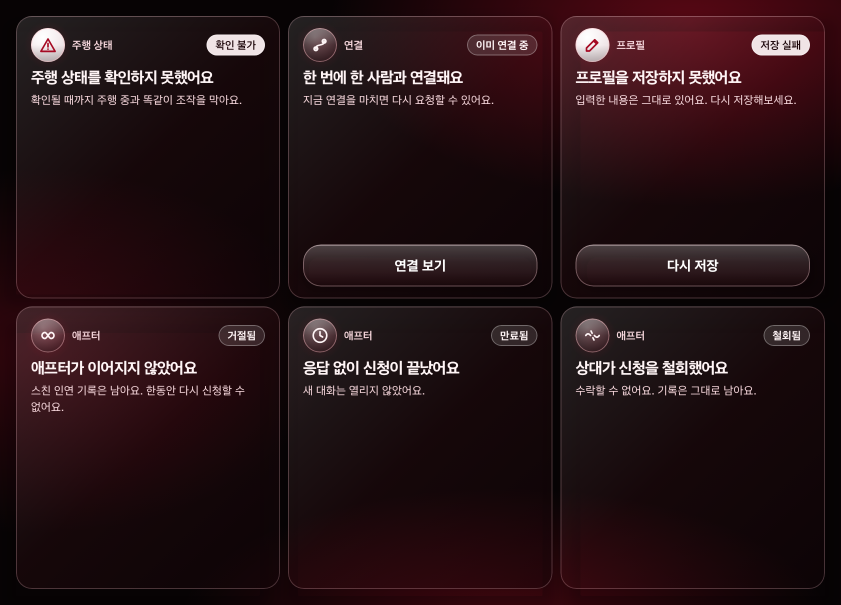 주행 상태
확인 불가
주행 상태를 확인하지 못했어요
확인될 때까지 주행 중과 똑같이 조작을 막아요.
연결
이미 연결 중
한 번에 한 사람과 연결돼요
지금 연결을 마치면 다시 요청할 수 있어요.
연결 보기
프로필
저장 실패
프로필을 저장하지 못했어요
입력한 내용은 그대로 있어요. 다시 저장해보세요.
다시 저장
애프터
거절됨
애프터가 이어지지 않았어요
스친 인연 기록은 남아요. 한동안 다시 신청할 수
없어요.
애프터
만료됨
응답 없이 신청이 끝났어요
새 대화는 열리지 않았어요.
애프터
철회됨
상대가 신청을 철회했어요
수락할 수 없어요. 기록은 그대로 남아요.